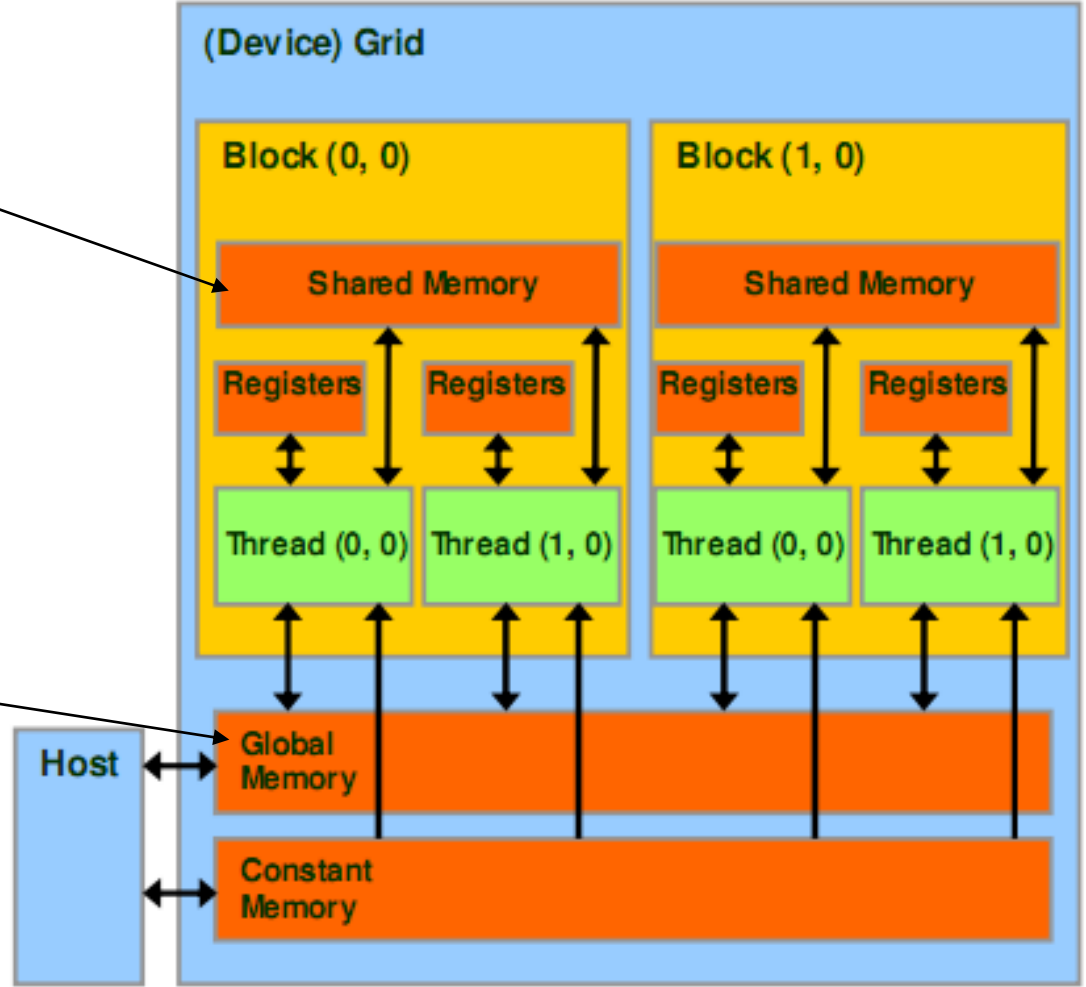 (Device) Grid
Block (0, 0)
Block (1, 0)
Shared Memory
Shared Memory
Registers
Registers
Registers
Registers
Thread (0, 0)
Thread (1, 0)
Thread (0, 0)
Thread (1, 0)
Host
Global
Memory
Constant
Memory